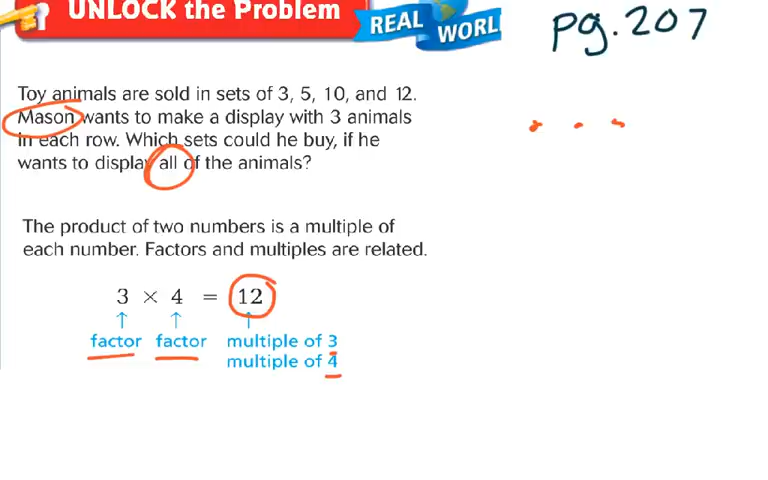 UNLOCK the Problem
REAL
WORL
pg. 207
Toy animals are sold in sets of 3, 5, 10, and 12.
Mason wants to make a display with 3 animals
in each row. Which sets could he buy, if he
wants to display all of the animals?
The product of two numbers is a multiple of
each number. Factors and multiples are related.
3 × 4 = 12
↑ ↑ ↑
factor factor multiple of 3
multiple of 4